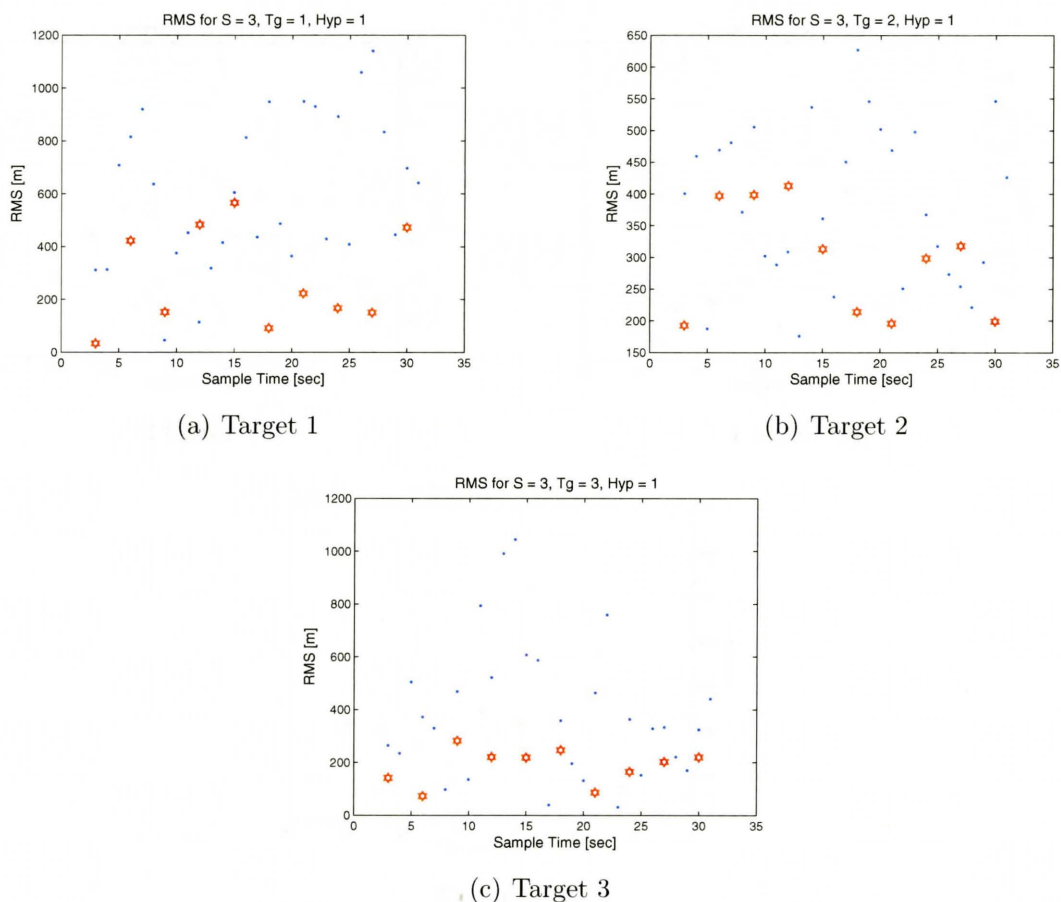 RMS for S = 3, Tg = 1, Hyp = 1
1200
1000
800
600
400
200
0
RMS [m]
0 5 10 15 20 25 30 35
Sample Time [sec]
(a) Target 1
RMS for S = 3, Tg = 2, Hyp = 1
650
600
550
500
450
400
350
300
250
200
150
RMS [m]
0 5 10 15 20 25 30 35
Sample Time [sec]
(b) Target 2
RMS for S = 3, Tg = 3, Hyp = 1
1200
1000
800
600
400
200
0
RMS [m]
0 5 10 15 20 25 30 35
Sample Time [sec]
(c) Target 3